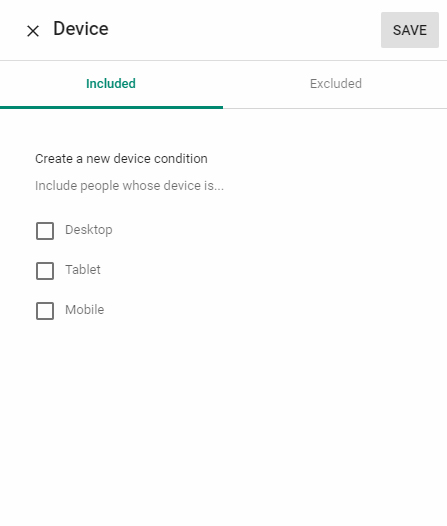 Device
SAVE
Included
Excluded
Create a new device condition
Include people whose device is...
Desktop
Tablet
Mobile